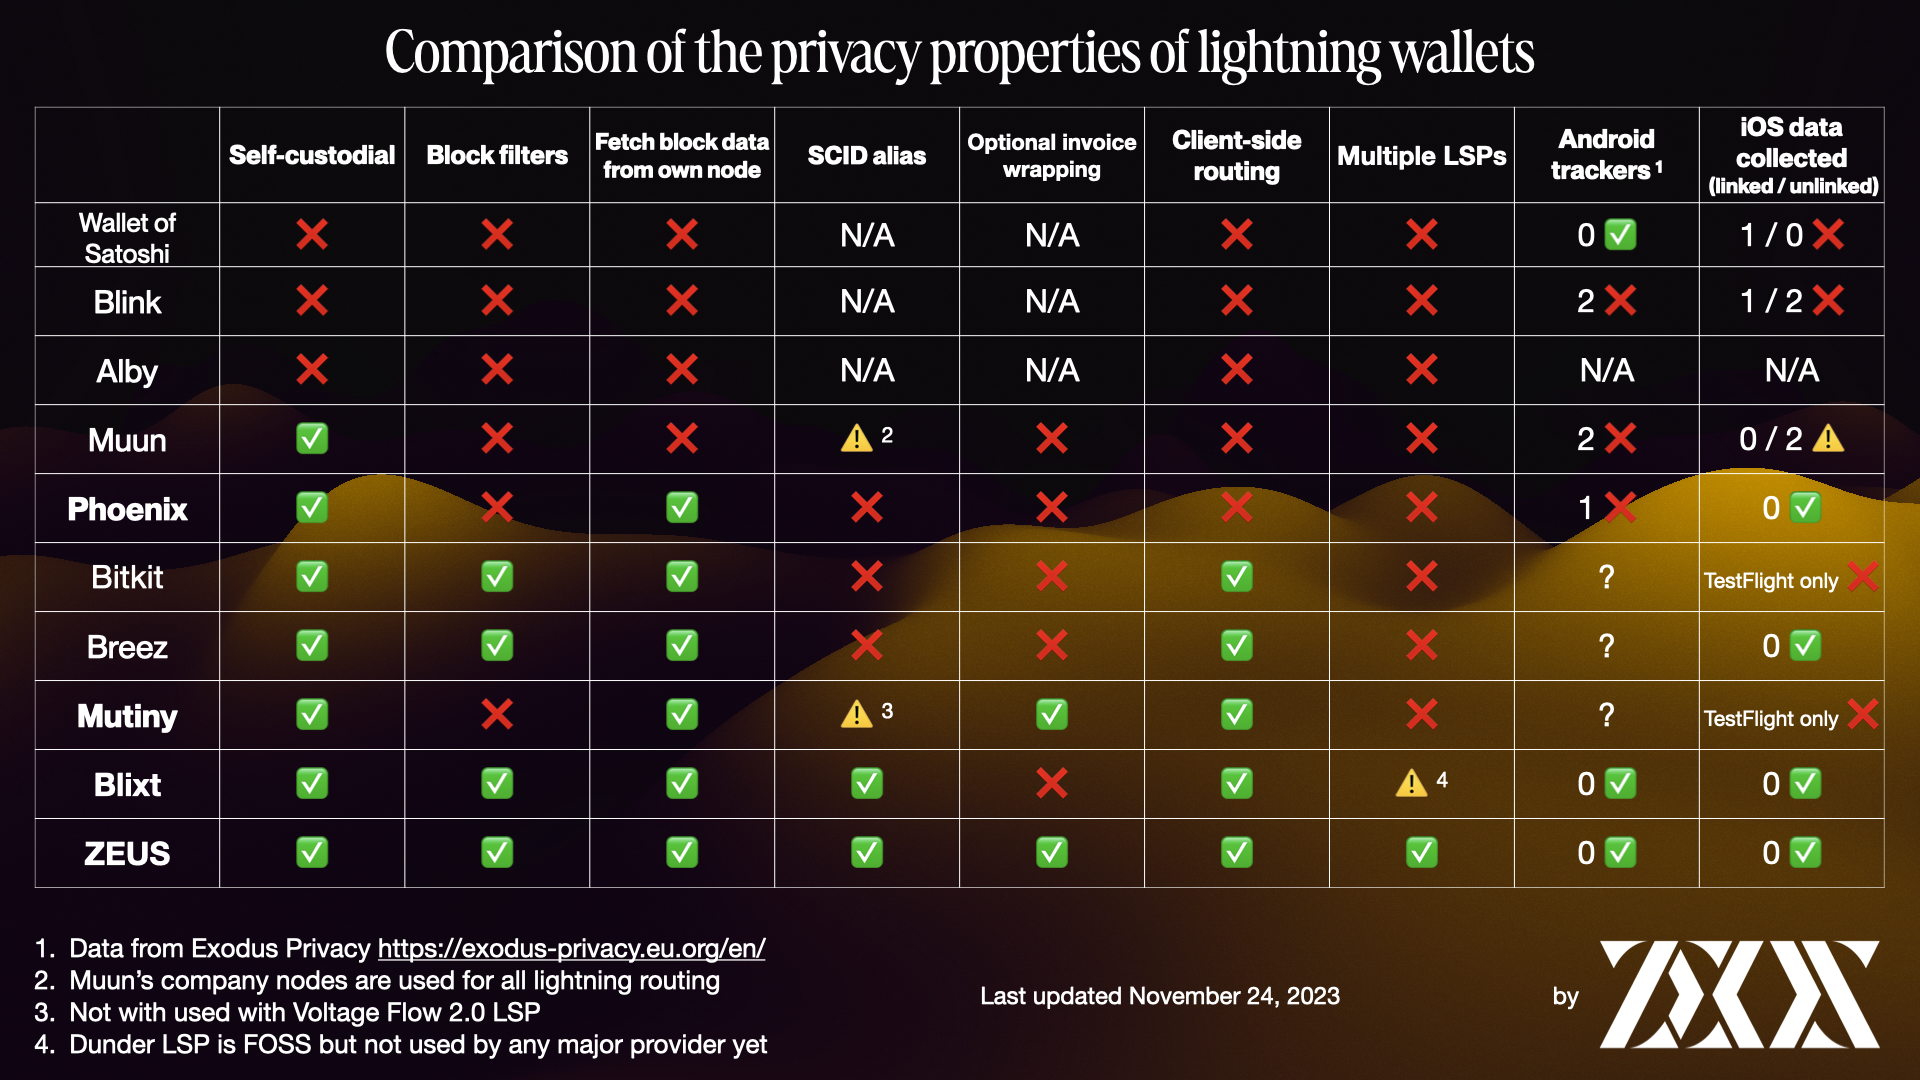 Comparison of the privacy properties of lightning wallets
Self-custodial Block filters Fetch block data from own node SCID alias Optional invoice wrapping Client-side routing Multiple LSPs Android trackers 1 iOS data collected (linked / unlinked)
Wallet of Satoshi ❌ ❌ ❌ N/A N/A ❌ ❌ 0 ✅ 1 / 0 ❌
Blink ❌ ❌ ❌ N/A N/A ❌ ❌ 2 ❌ 1 / 2 ❌
Alby ❌ ❌ ❌ N/A N/A ❌ ❌ N/A N/A
Muun ✅ ❌ ❌ ⚠️ 2 ❌ ❌ ❌ 2 ❌ 0 / 2 ⚠️
Phoenix ✅ ❌ ✅ ❌ ❌ ❌ ❌ 1 ❌ 0 ✅
Bitkit ✅ ✅ ✅ ❌ ❌ ✅ ❌ ? TestFlight only ❌
Breez ✅ ✅ ✅ ❌ ❌ ✅ ❌ ? 0 ✅
Mutiny ✅ ❌ ✅ ⚠️ 3 ✅ ✅ ❌ ? TestFlight only ❌
Blixt ✅ ✅ ✅ ✅ ❌ ✅ ⚠️ 4 0 ✅ 0 ✅
ZEUS ✅ ✅ ✅ ✅ ✅ ✅ ✅ 0 ✅ 0 ✅
1. Data from Exodus Privacy https://exodus-privacy.eu.org/en/
2. Muun's company nodes are used for all lightning routing
3. Not with used with Voltage Flow 2.0 LSP
4. Dunder LSP is FOSS but not used by any major provider yet
Last updated November 24, 2023
by